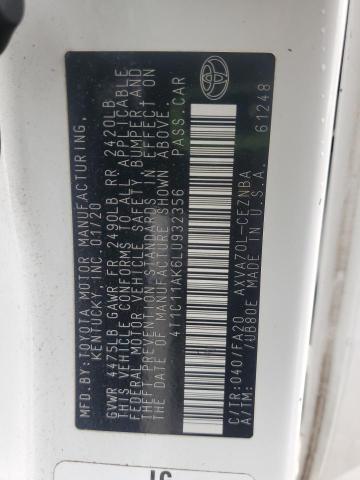 MFD.BY:TOYOTA MOTOR MANUFACTURING,
KENTUCKY, INC. 01/20
GVWR 4475LB GAWR FR 2490LB RR 2420LB
THIS VEHICLE CONFORMS TO ALL APPLICABLE
FEDERAL MOTOR VEHICLE SAFETY, BUMPER, AND
THEFT PREVENTION STANDARDS IN EFFECT ON
THE DATE OF MANUFACTURE SHOWN ABOVE.
4T1C11AK6LU932356 PASS.CAR
C/TR:040/FA20 AXVA70L-CEZNBA
A/TM: /UB80E MADE IN U.S.A. 61248